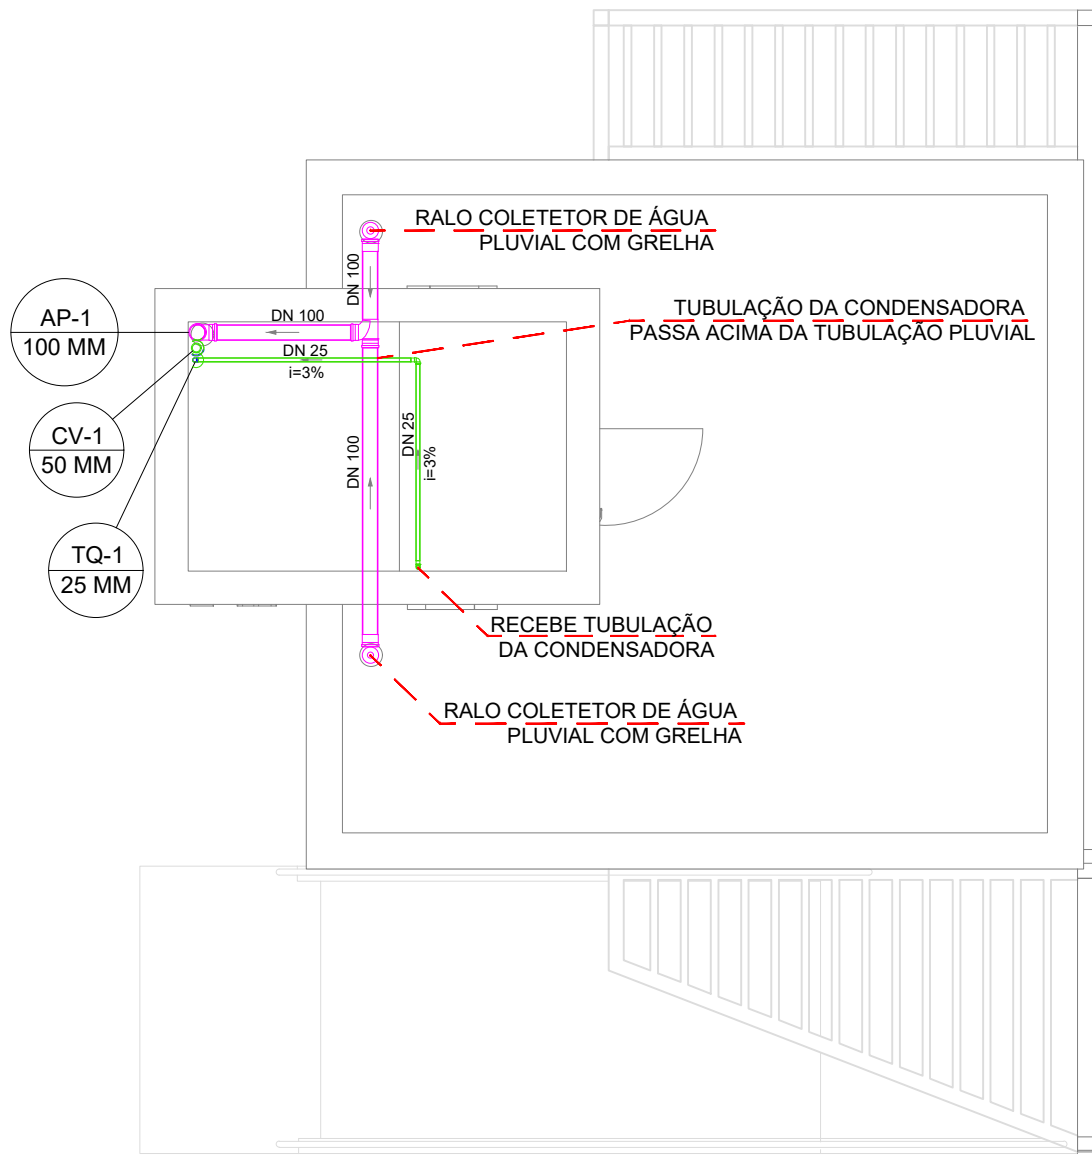 RALO COLETETOR DE ÁGUA
PLUVIAL COM GRELHA
DN 100
AP-1
100 MM
DN 100
TUBULAÇÃO DA CONDENSADORA
PASSA ACIMA DA TUBULAÇÃO PLUVIAL
DN 25
i=3%
CV-1
50 MM
DN 100
DN 25
i=3%
TQ-1
25 MM
RECEBE TUBULAÇÃO
DA CONDENSADORA
RALO COLETETOR DE ÁGUA
PLUVIAL COM GRELHA